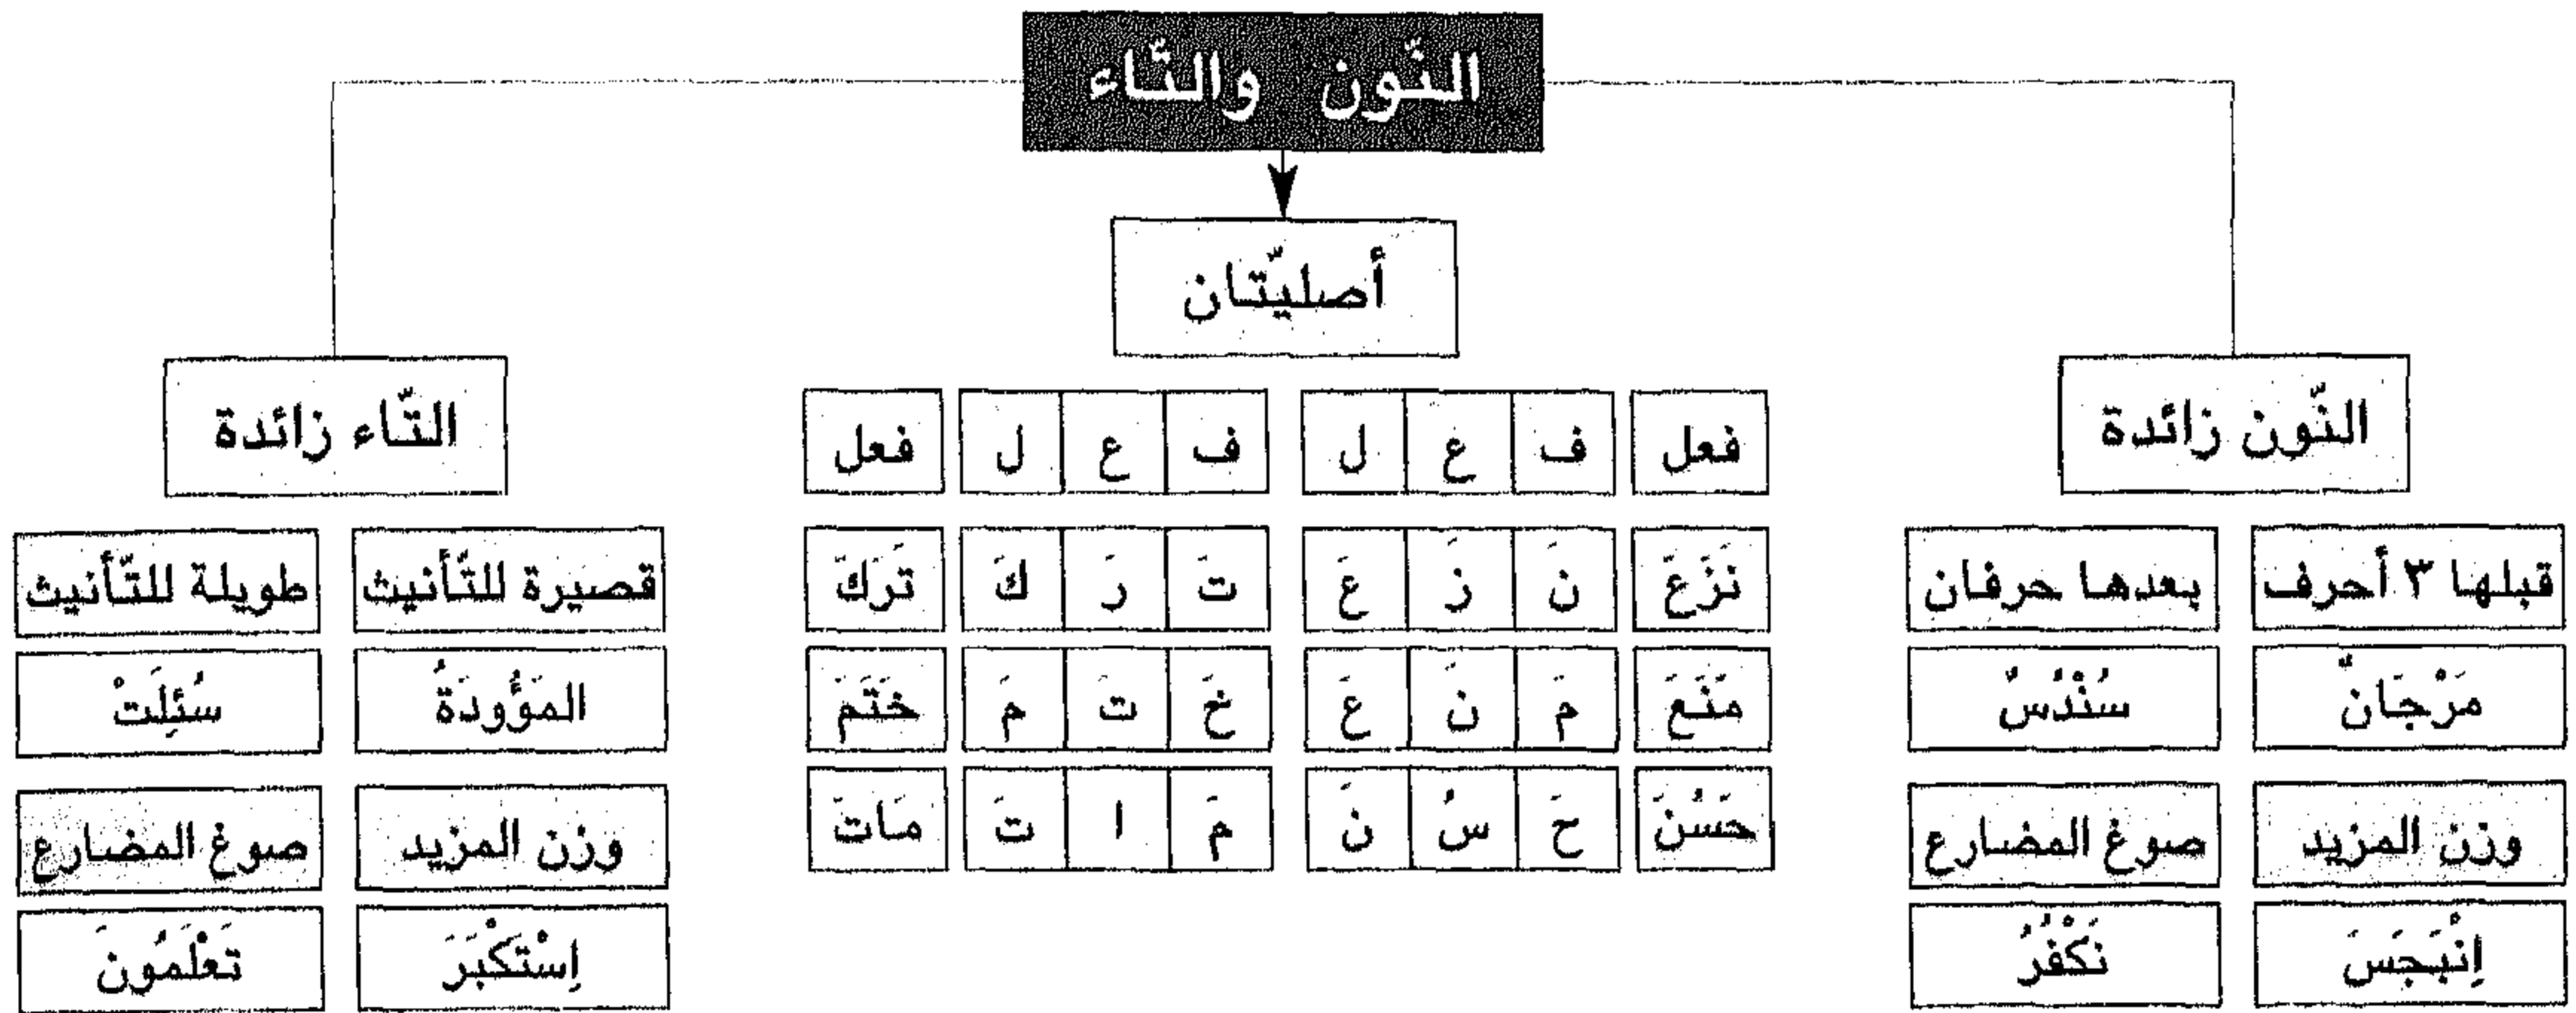 النّون والتّاء
أصليّتان
النّون زائدة
قبلها ٣ أحرف بعدها حرفان
مَرْجَانٌ سُنْدُسٌ
وزن المزيد صوغ المضارع
اِنْبَجَسَ نَكْفُرُ
فعل ف ع ل ف ع ل فعل
نَزَعَ نَ زَ عَ تَ رَ كَ تَرَكَ
مَنَعَ مَ نَ عَ خَ تَ مَ خَتَمَ
حَسُنَ حَ سُ نَ مَ ا تَ مَاتَ
التّاء زائدة
قصيرة للتّأنيث طويلة للتّأنيث
المَوْؤُودَةُ سُئِلَتْ
وزن المزيد صوغ المضارع
اِسْتَكْبَرَ تَعْلَمُونَ